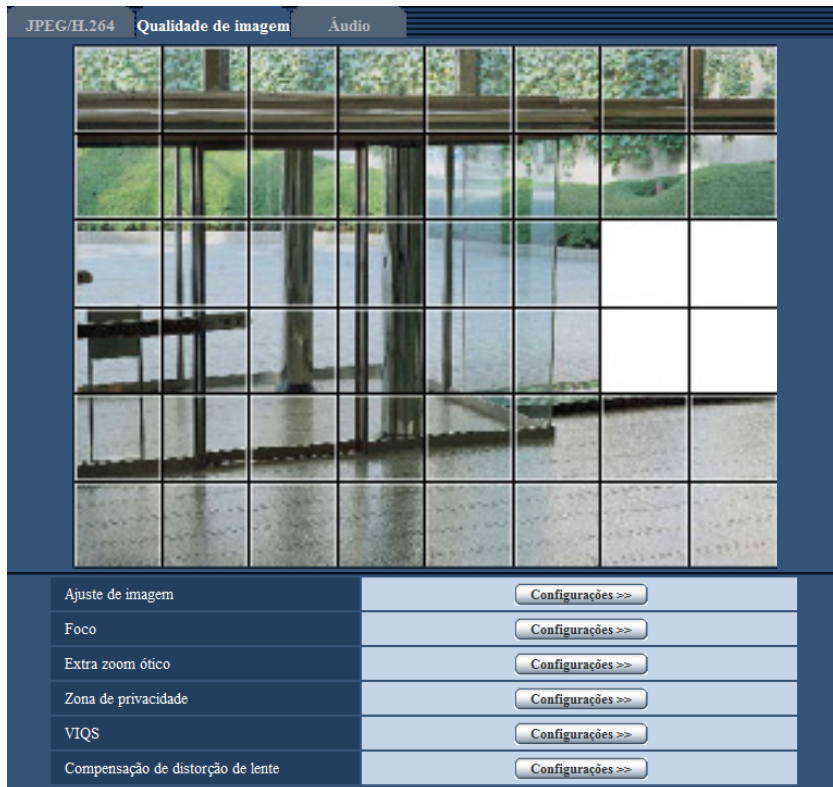 JPEG/H.264 Qualidade de imagem Áudio
Ajuste de imagem Configurações >>
Foco Configurações >>
Extra zoom ótico Configurações >>
Zona de privacidade Configurações >>
VIQS Configurações >>
Compensação de distorção de lente Configurações >>